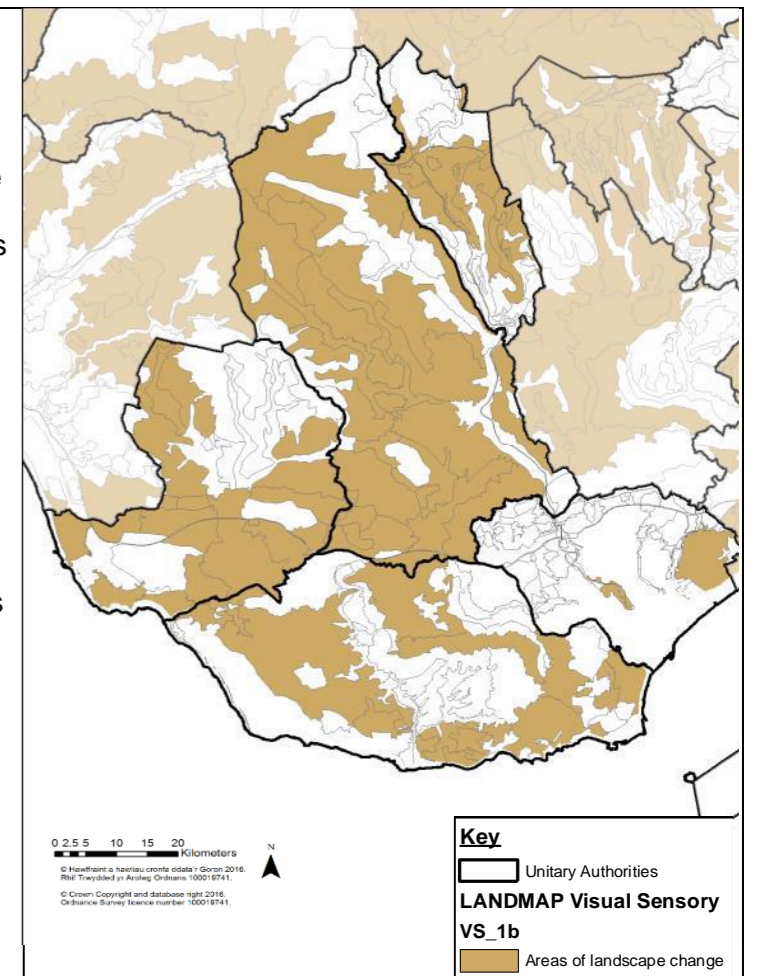 e
s
s
0 2.5 5 10 15 20
Kilometers
N
© Hawlfraint a hawliau cronfa ddata'r Goron 2016.
Rhif Trwydded yr Arolwg Ordnans 100019741.
© Crown Copyright and database right 2016.
Ordnance Survey licence number 100019741.
Key
Unitary Authorities
LANDMAP Visual Sensory
VS_1b
Areas of landscape change